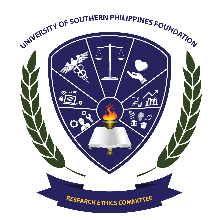 UNIVERSITY OF SOUTHERN PHILIPPINES FOUNDATION
RESEARCH ETHICS COMMITTEE